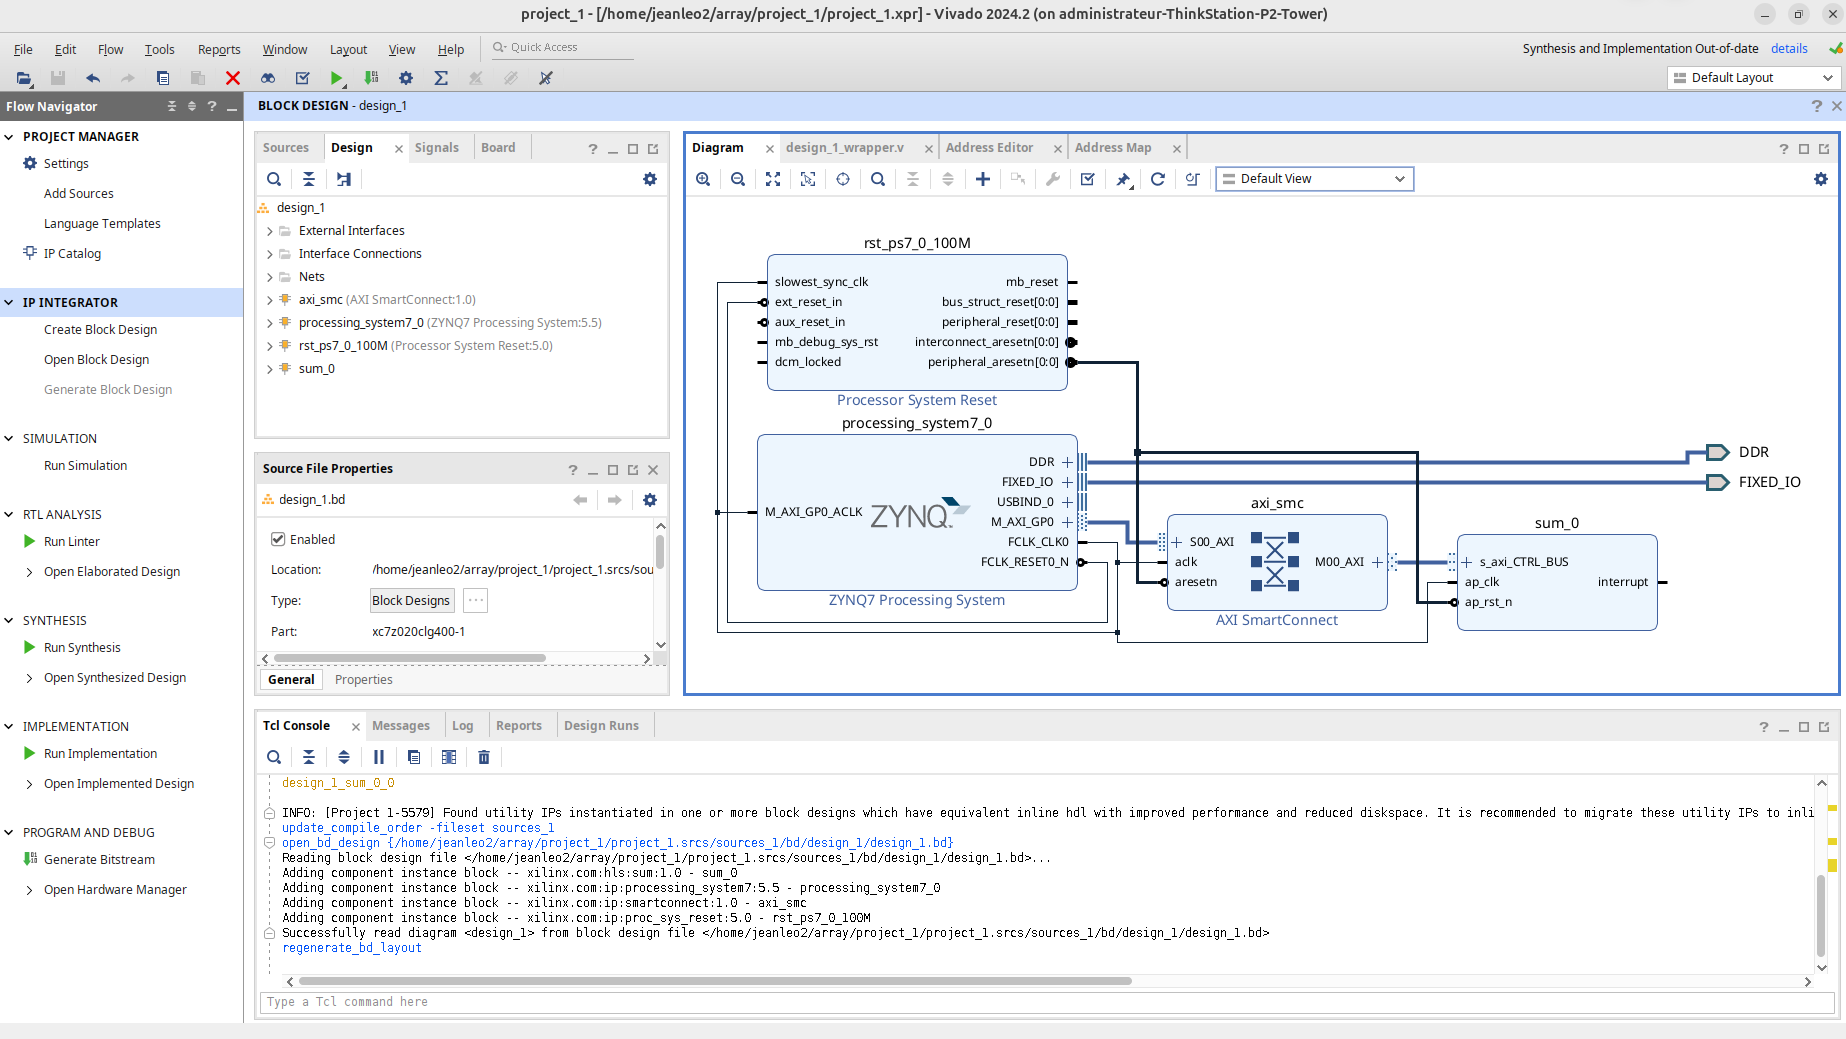 project_1 - [/home/jeanleo2/array/project_1/project_1.xpr] - Vivado 2024.2 (on administrateur-ThinkStation-P2-Tower)
File Edit Flow Tools Reports Window Layout View Help Quick Access
Synthesis and Implementation Out-of-date details
Default Layout
Flow Navigator
PROJECT MANAGER
Settings
Add Sources
Language Templates
IP Catalog
IP INTEGRATOR
Create Block Design
Open Block Design
Generate Block Design
SIMULATION
Run Simulation
RTL ANALYSIS
Run Linter
Open Elaborated Design
SYNTHESIS
Run Synthesis
Open Synthesized Design
IMPLEMENTATION
Run Implementation
Open Implemented Design
PROGRAM AND DEBUG
Generate Bitstream
Open Hardware Manager
BLOCK DESIGN - design_1
Sources Design Signals Board
design_1
External Interfaces
Interface Connections
Nets
axi_smc (AXI SmartConnect:1.0)
processing_system7_0 (ZYNQ7 Processing System:5.5)
rst_ps7_0_100M (Processor System Reset:5.0)
sum_0
Source File Properties
design_1.bd
Enabled
Location: /home/jeanleo2/array/project_1/project_1.srcs/sou
Type: Block Designs ...
Part: xc7z020clg400-1
General Properties
Diagram design_1_wrapper.v Address Editor Address Map
Default View
rst_ps7_0_100M
slowest_sync_clk mb_reset
ext_reset_in bus_struct_reset[0:0]
aux_reset_in peripheral_reset[0:0]
mb_debug_sys_rst interconnect_aresetn[0:0]
dcm_locked peripheral_aresetn[0:0]
Processor System Reset
processing_system7_0
DDR
FIXED_IO
USBIND_0
M_AXI_GP0_ACLK ZYNQ M_AXI_GP0
FCLK_CLK0
FCLK_RESET0_N
ZYNQ7 Processing System
axi_smc
S00_AXI
aclk M00_AXI
aresetn
AXI SmartConnect
sum_0
s_axi_CTRL_BUS
ap_clk interrupt
ap_rst_n
DDR
FIXED_IO
Tcl Console Messages Log Reports Design Runs
design_1_sum_0_0
INFO: [Project 1-5579] Found utility IPs instantiated in one or more block designs which have equivalent inline hdl with improved performance and reduced diskspace. It is recommended to migrate these utility IPs to inli
update_compile_order -fileset sources_1
open_bd_design {/home/jeanleo2/array/project_1/project_1.srcs/sources_1/bd/design_1/design_1.bd}
Reading block design file </home/jeanleo2/array/project_1/project_1.srcs/sources_1/bd/design_1/design_1.bd>...
Adding component instance block -- xilinx.com:hls:sum:1.0 - sum_0
Adding component instance block -- xilinx.com:ip:processing_system7:5.5 - processing_system7_0
Adding component instance block -- xilinx.com:ip:smartconnect:1.0 - axi_smc
Adding component instance block -- xilinx.com:ip:proc_sys_reset:5.0 - rst_ps7_0_100M
Successfully read diagram <design_1> from block design file </home/jeanleo2/array/project_1/project_1.srcs/sources_1/bd/design_1/design_1.bd>
regenerate_bd_layout
Type a Tcl command here